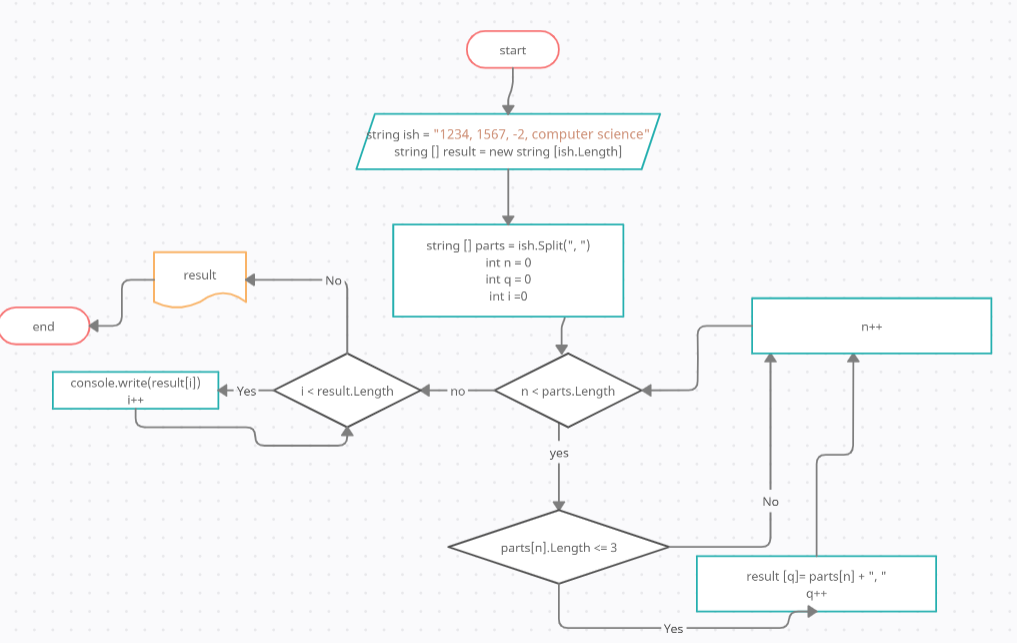 start
string ish = "1234, 1567, -2, computer science"
string [] result = new string [ish.Length]
string [] parts = ish.Split(", ")
int n = 0
int q = 0
int i =0
result
No
end
n++
console.write(result[i])
i++
Yes
i < result.Length
no
n < parts.Length
yes
No
parts[n].Length <= 3
result [q]= parts[n] + ", "
q++
Yes